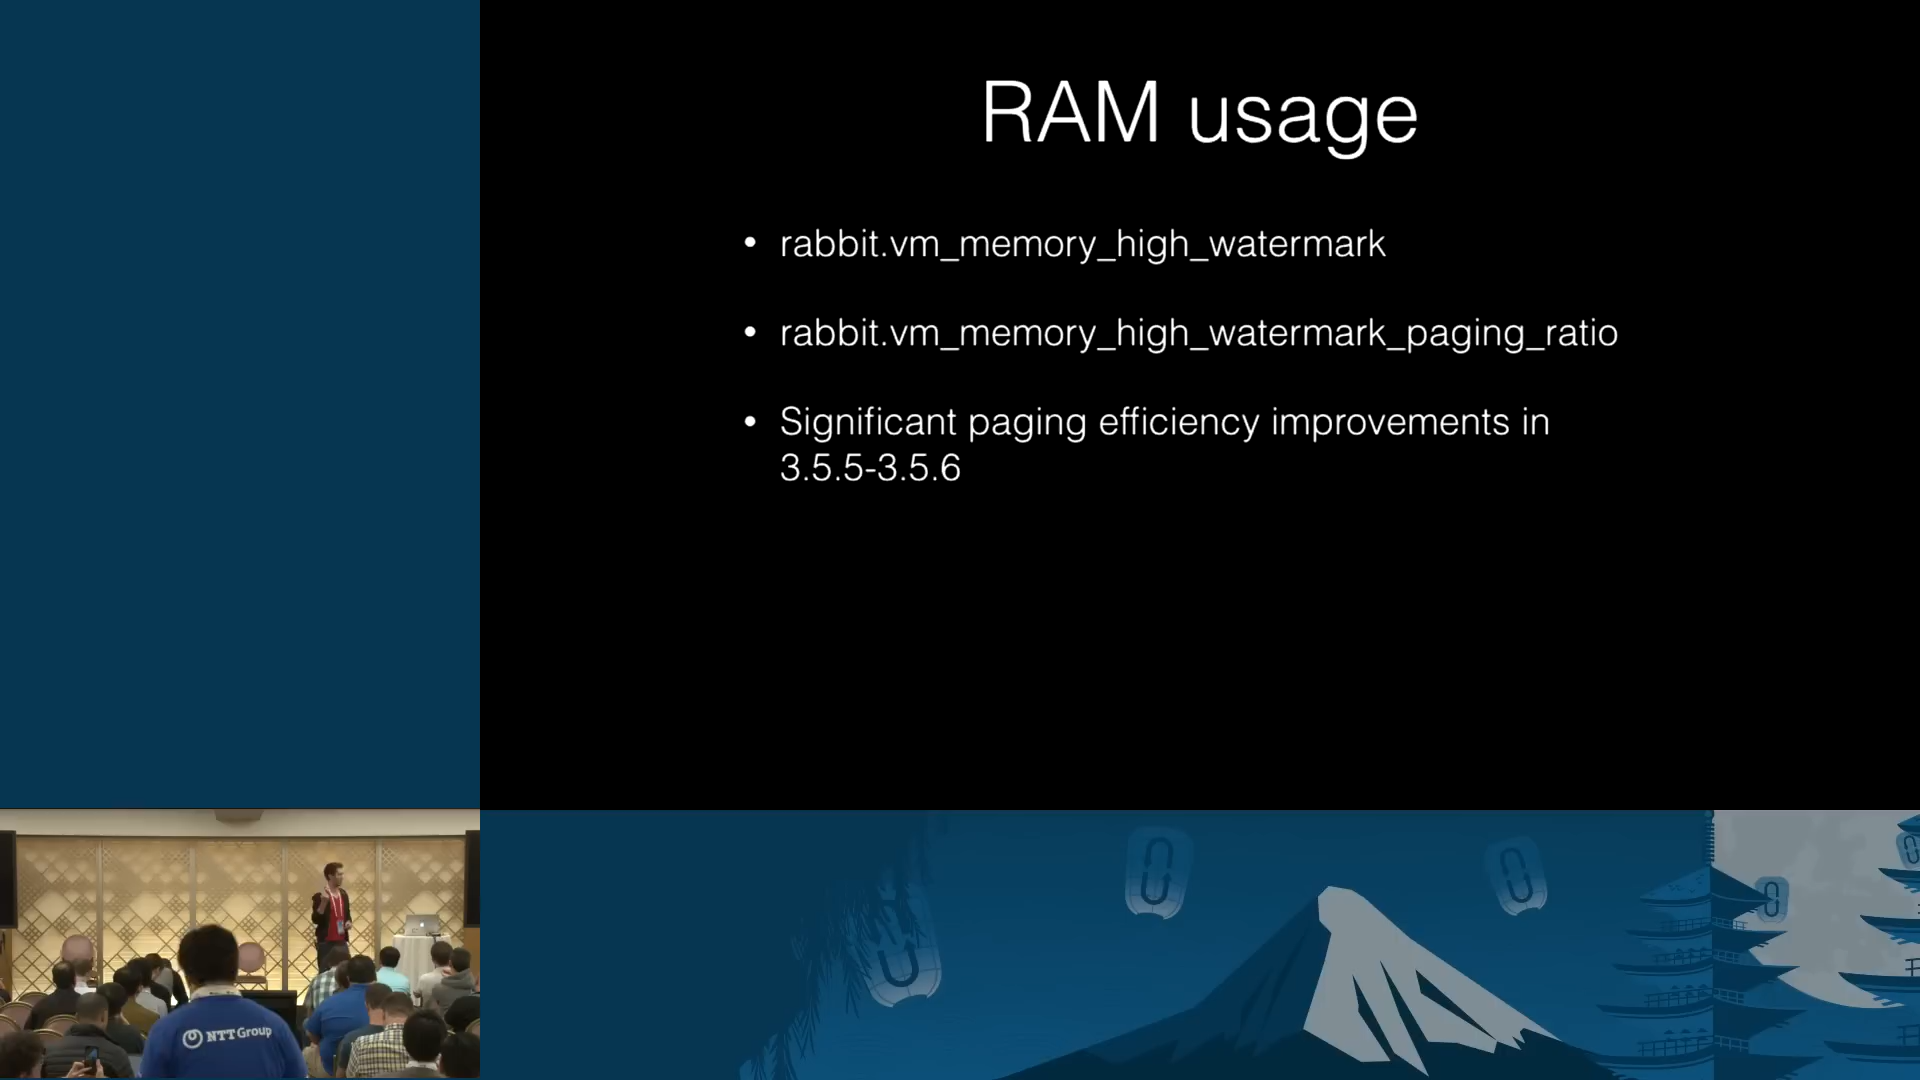 RAM usage
• rabbit.vm_memory_high_watermark
• rabbit.vm_memory_high_watermark_paging_ratio
• Significant paging efficiency improvements in
3.5.5-3.5.6
NTT Group